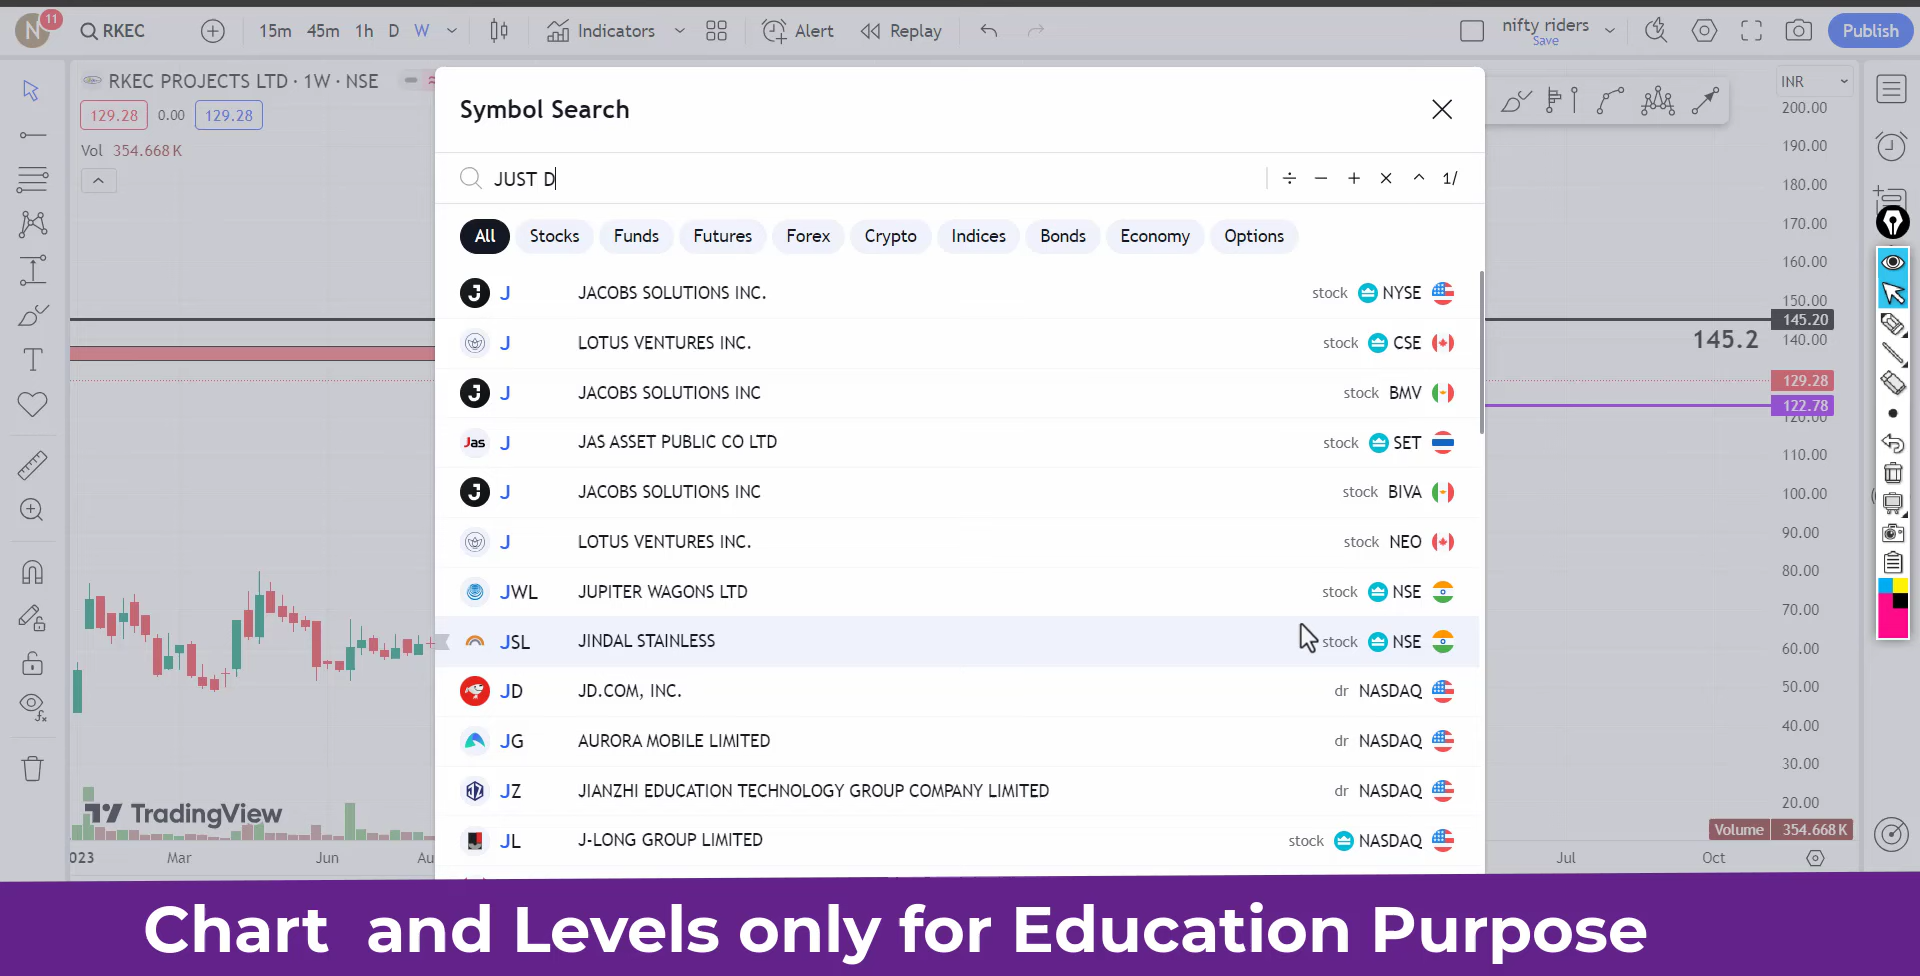 N 11 RKEC 15m 45m 1h D W Indicators Alert Replay nifty riders Save Publish
RKEC PROJECTS LTD · 1W · NSE
129.28 0.00 129.28
Vol 354.668 K
Symbol Search
JUST D
÷ − + × ^ 1/
All Stocks Funds Futures Forex Crypto Indices Bonds Economy Options
J JACOBS SOLUTIONS INC. stock NYSE
J LOTUS VENTURES INC. stock CSE
J JACOBS SOLUTIONS INC stock BMV
Jas J JAS ASSET PUBLIC CO LTD stock SET
J JACOBS SOLUTIONS INC stock BIVA
J LOTUS VENTURES INC. stock NEO
JWL JUPITER WAGONS LTD stock NSE
JSL JINDAL STAINLESS stock NSE
JD JD.COM, INC. dr NASDAQ
JG AURORA MOBILE LIMITED dr NASDAQ
JZ JIANZHI EDUCATION TECHNOLOGY GROUP COMPANY LIMITED dr NASDAQ
JL J-LONG GROUP LIMITED stock NASDAQ
INR
200.00
190.00
180.00
170.00
160.00
150.00
145.20
145.2
140.00
129.28
122.78
120.00
110.00
100.00
90.00
80.00
70.00
60.00
50.00
40.00
30.00
20.00
Volume 354.668 K
TradingView
023 Mar Jun Au Jul Oct
Chart and Levels only for Education Purpose